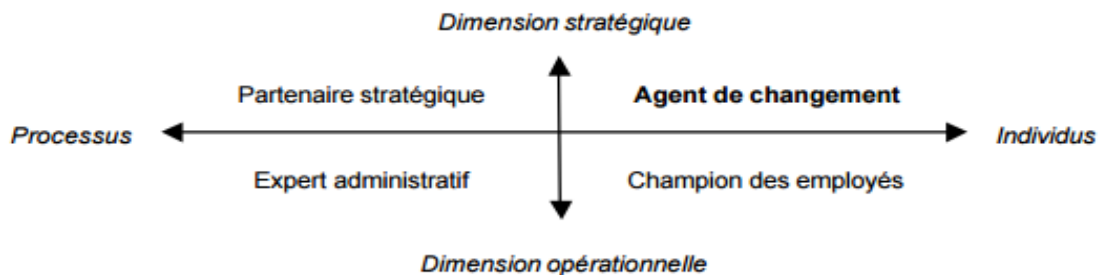 Dimension stratégique
Partenaire stratégique Agent de changement
Processus Individus
Expert administratif Champion des employés
Dimension opérationnelle